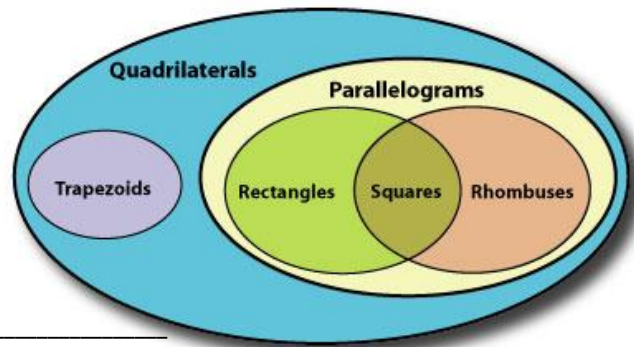 Quadrilaterals
Parallelograms
Trapezoids
Rectangles
Squares
Rhombuses